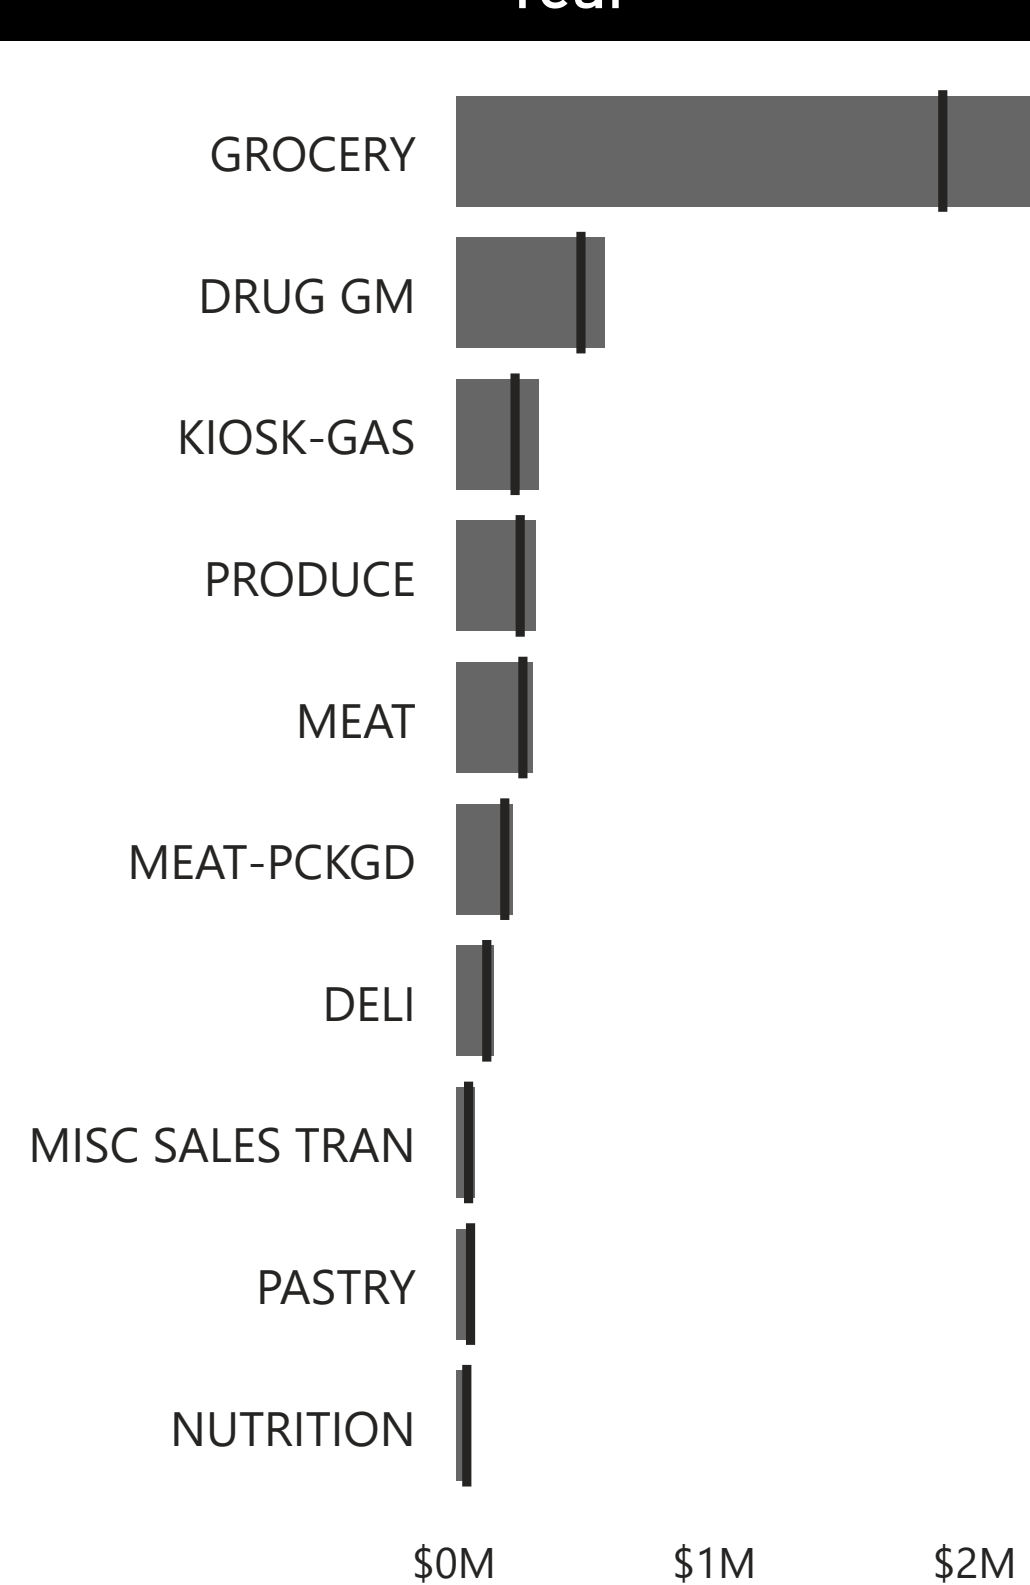 GROCERY
DRUG GM
KIOSK-GAS
PRODUCE
MEAT
MEAT-PCKGD
DELI
MISC SALES TRAN
PASTRY
NUTRITION
$0M $1M $2M